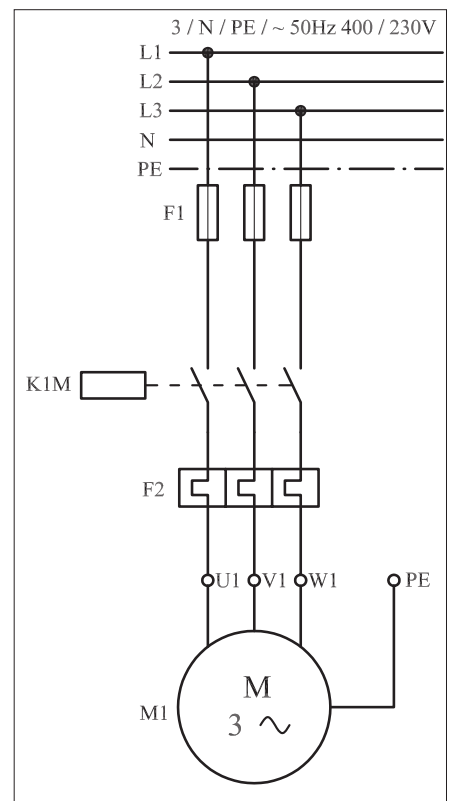 3 / N / PE / ~ 50Hz 400 / 230V
L1
L2
L3
N
PE
F1
K1M
F2
U1 V1 W1 PE
M
M1
3 ~